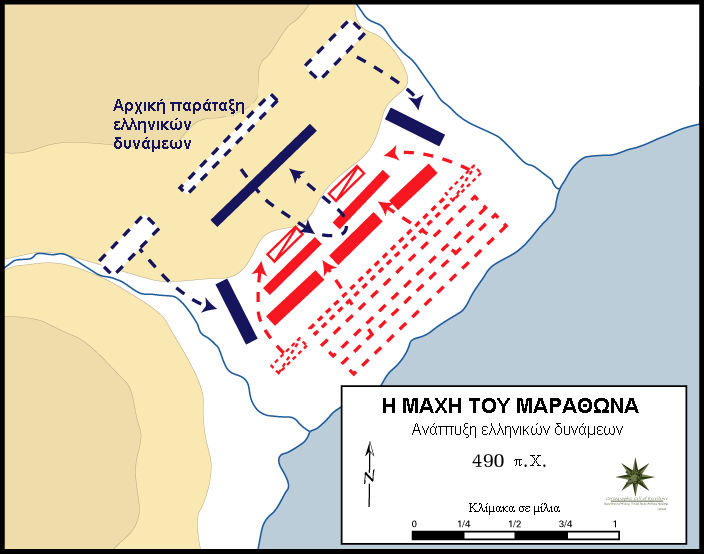 Αρχική παράταξη
ελληνικών
δυνάμεων
Η ΜΑΧΗ ΤΟΥ ΜΑΡΑΘΩΝΑ
Ανάπτυξη ελληνικών δυνάμεων
490 π.Χ.
N
Κλίμακα σε μίλια
0 1/4 1/2 3/4 1